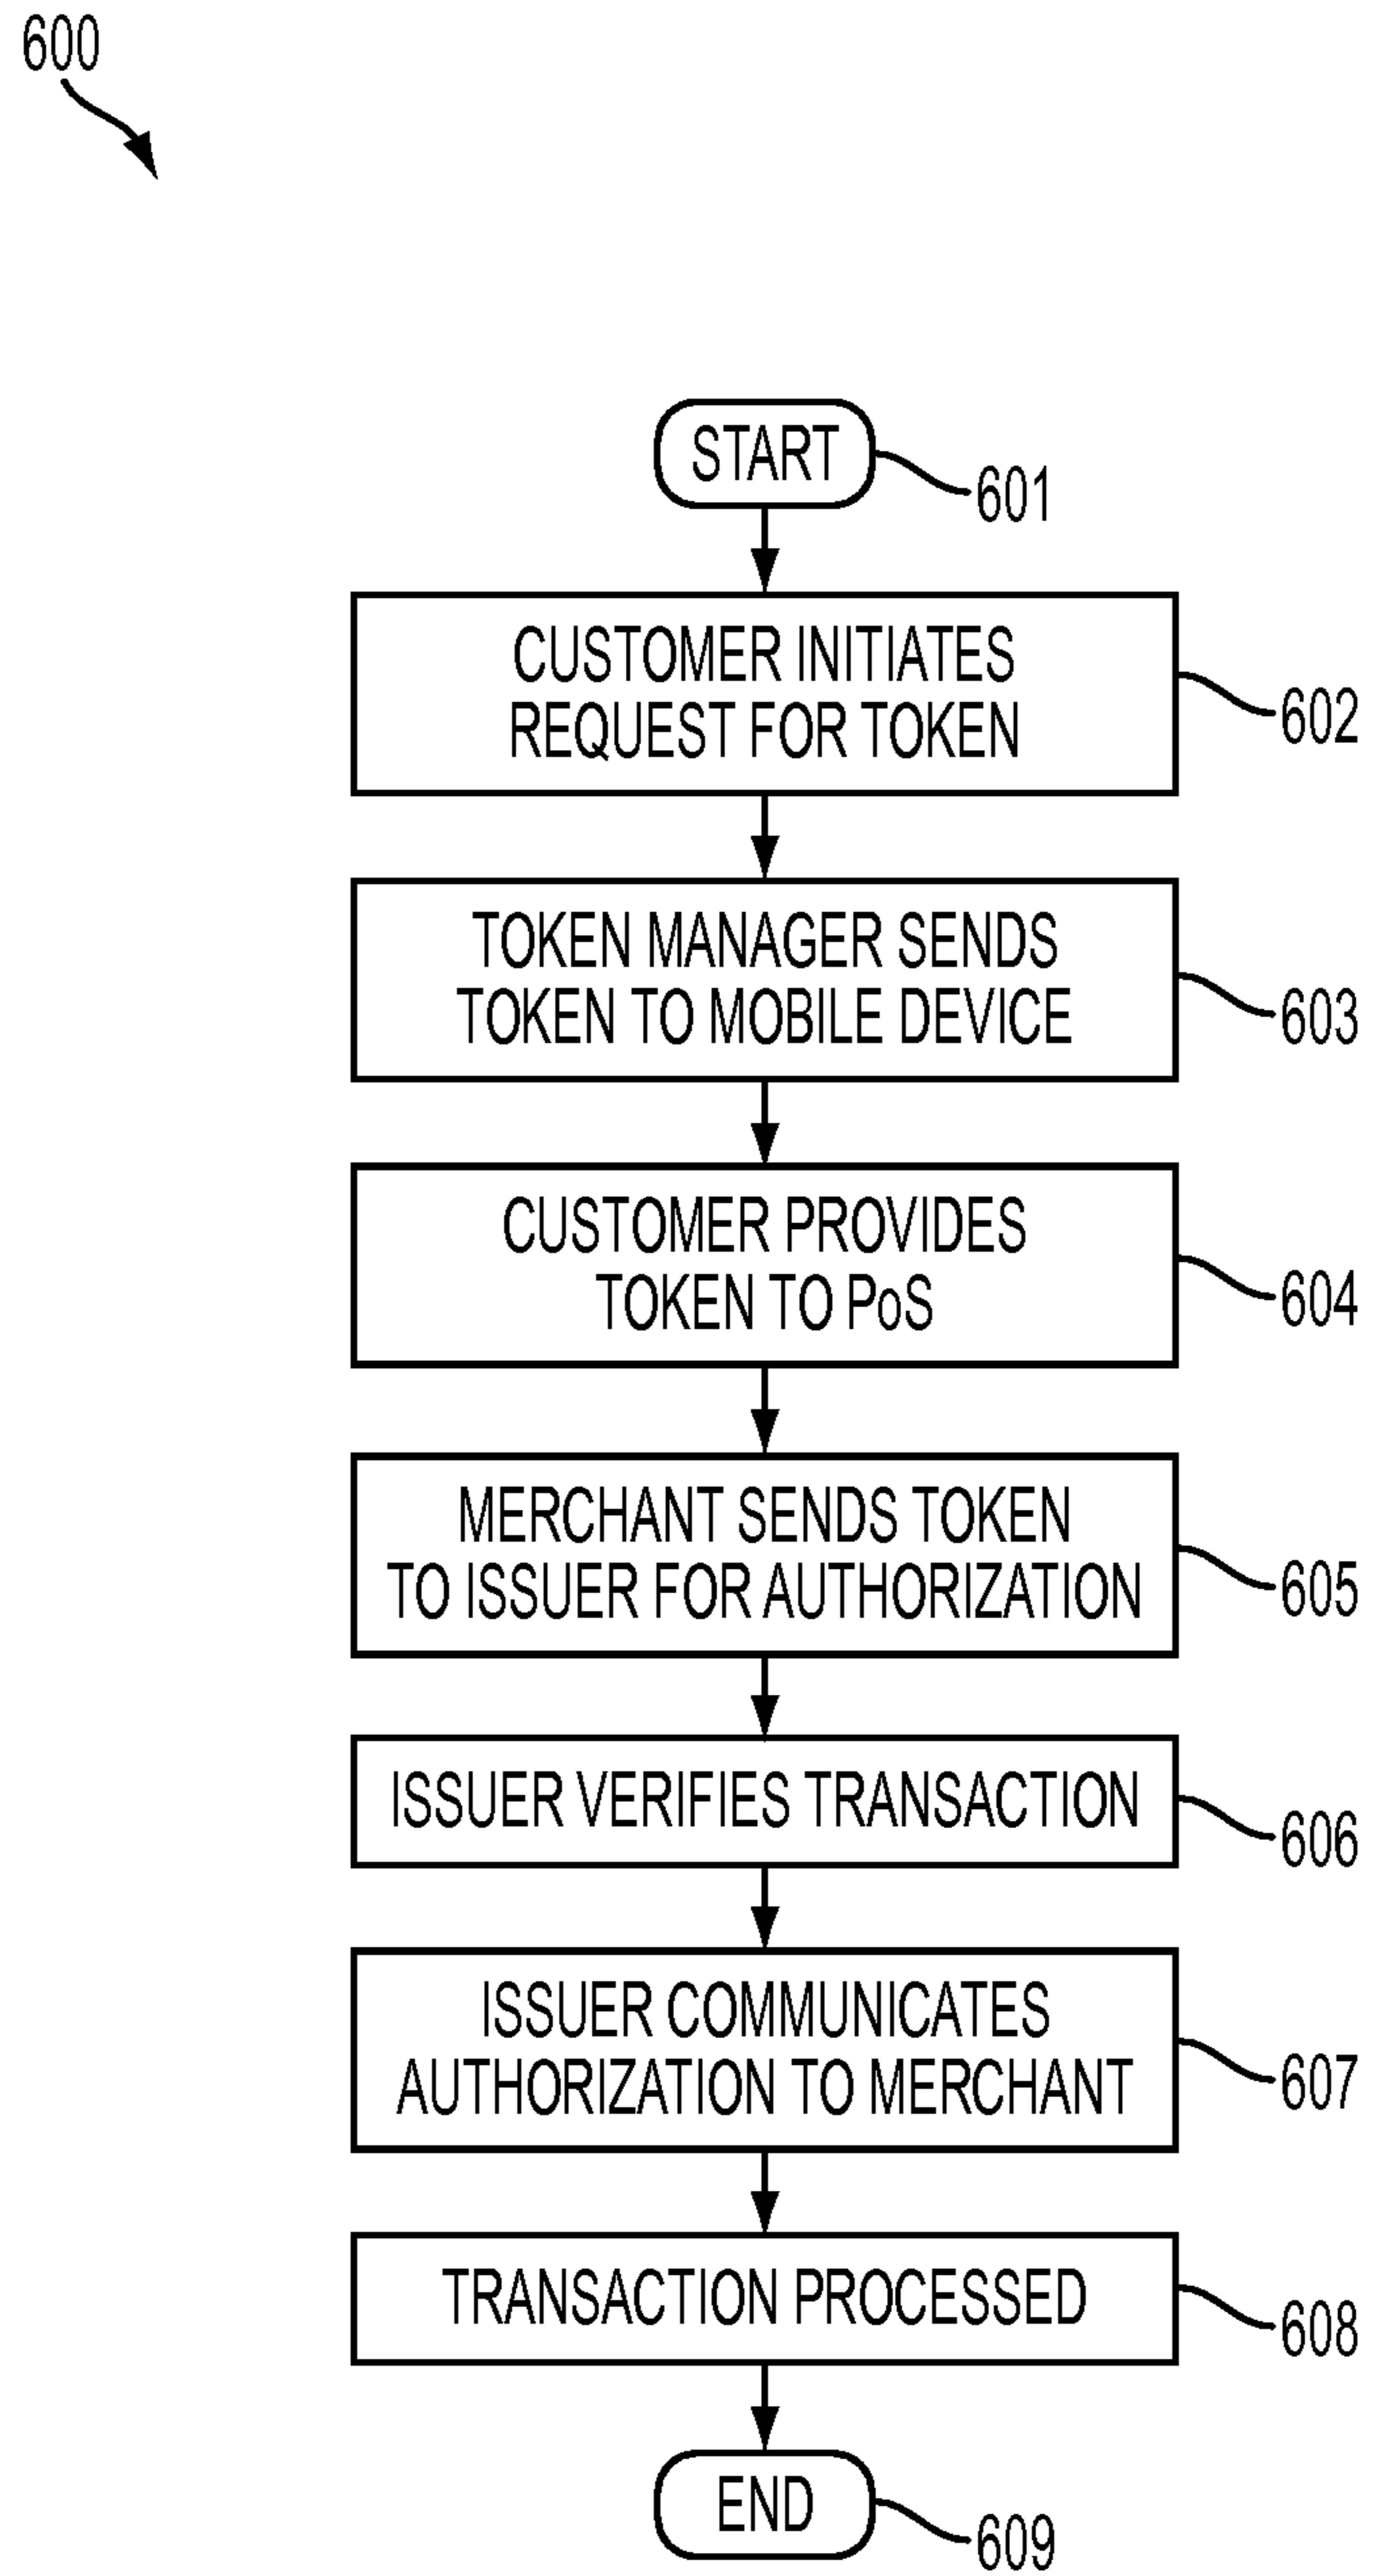 600
START
601
CUSTOMER INITIATES
REQUEST FOR TOKEN
602
TOKEN MANAGER SENDS
TOKEN TO MOBILE DEVICE
603
CUSTOMER PROVIDES
TOKEN TO PoS
604
MERCHANT SENDS TOKEN
TO ISSUER FOR AUTHORIZATION
605
ISSUER VERIFIES TRANSACTION
606
ISSUER COMMUNICATES
AUTHORIZATION TO MERCHANT
607
TRANSACTION PROCESSED
608
END
609